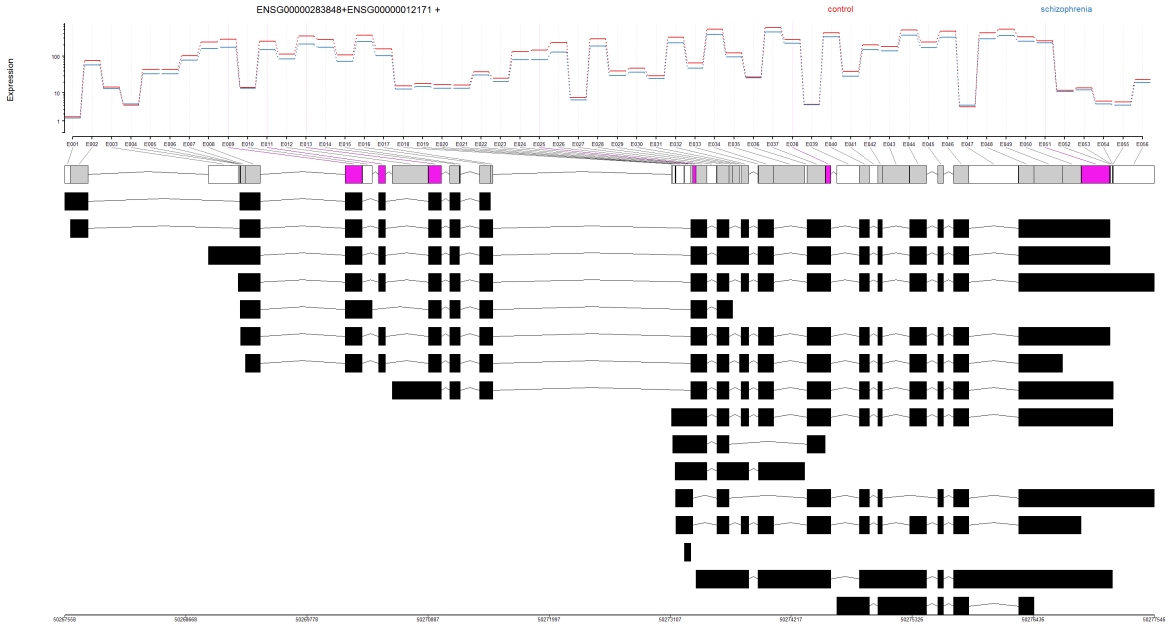 ENSG00000283848+ENSG00000012171 +
control
schizophrenia
Expression
100
10
1
E001 E002 E003 E004 E005 E006 E007 E008 E009 E010 E011 E012 E013 E014 E015 E016 E017 E018 E019 E020 E021 E022 E023 E024 E025 E026 E027 E028 E029 E030 E031 E032 E033 E034 E035 E036 E037 E038 E039 E040 E041 E042 E043 E044 E045 E046 E047 E048 E049 E050 E051 E052 E053 E054 E055 E056
50267558 50268668 50269778 50270887 50271997 50273107 50274217 50275326 50276436 50277546